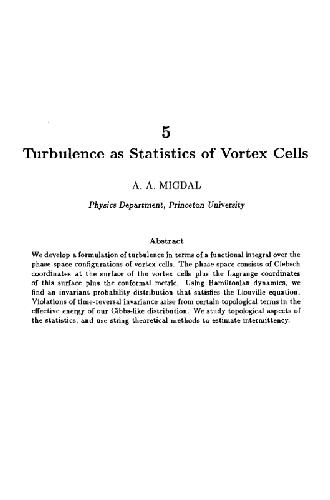 5
Turbulence as Statistics of Vortex Cells
A. A. MIGDAL
Physics Department, Princeton University
Abstract
We develop a formulation of turbulence in terms of a functional integral over the
phase space configurations of vortex cells. The phase space consists of Clebsch
coordinates at the surface of the vortex cells plus the Lagrange coordinates
of this surface plus the conformal metric. Using Hamiltonian dynamics, we
find an invariant probability distribution that satisfies the Liouville equation.
Violations of time-reversal invariance arise from certain topological terms in the
effective energy of our Gibbs-like distribution. We study topological aspects of
the statistics, and use string theoretical methods to estimate intermittency.